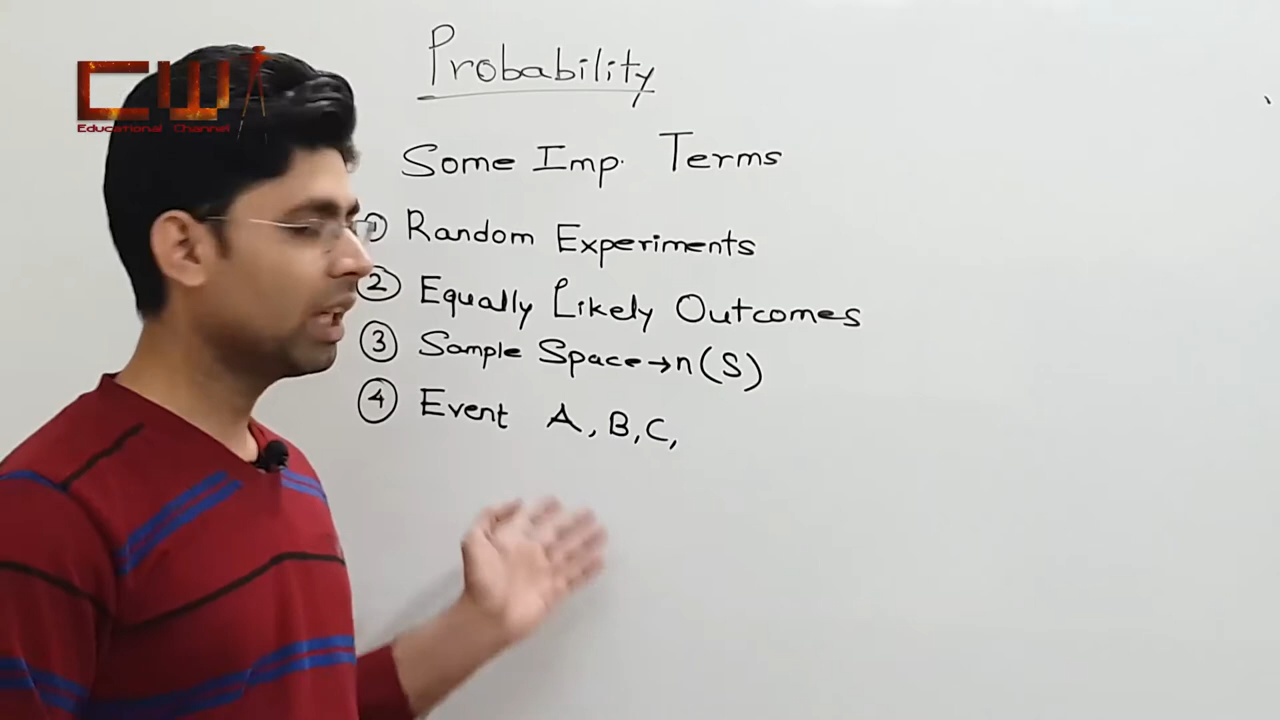 CW
Educational Channel
Probability
Some Imp. Terms
① Random Experiments
② Equally Likely Outcomes
③ Sample Space → n(S)
④ Event A, B, C,